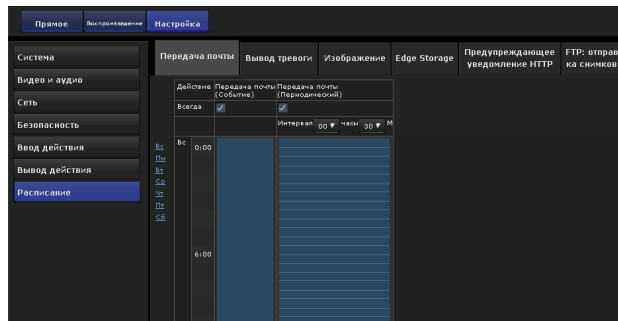 Прямое Воспроизведение Настройка
Система
Видео и аудио
Сеть
Безопасность
Ввод действия
Вывод действия
Расписание
Передача почты Вывод тревоги Изображение Edge Storage Предупреждающее уведомление HTTP FTP: отправ ка снимков
Действие Передача почты (Событие) Передача почты (Периодический)
Всегда
Интервал 00 часы 30 М
Вс
Пн
Вт
Ср
Чт
Пт
Сб
Вс 0:00
6:00